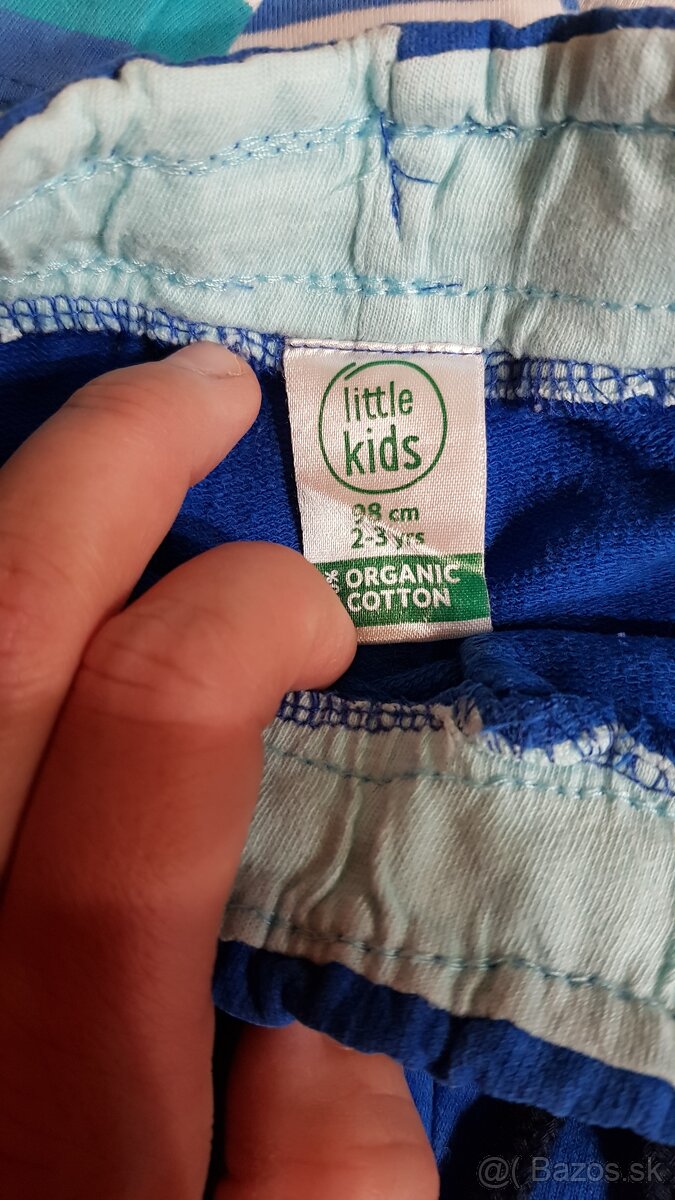 little
kids
98 cm
2-3 yrs
ORGANIC
COTTON
@( Bazos.sk